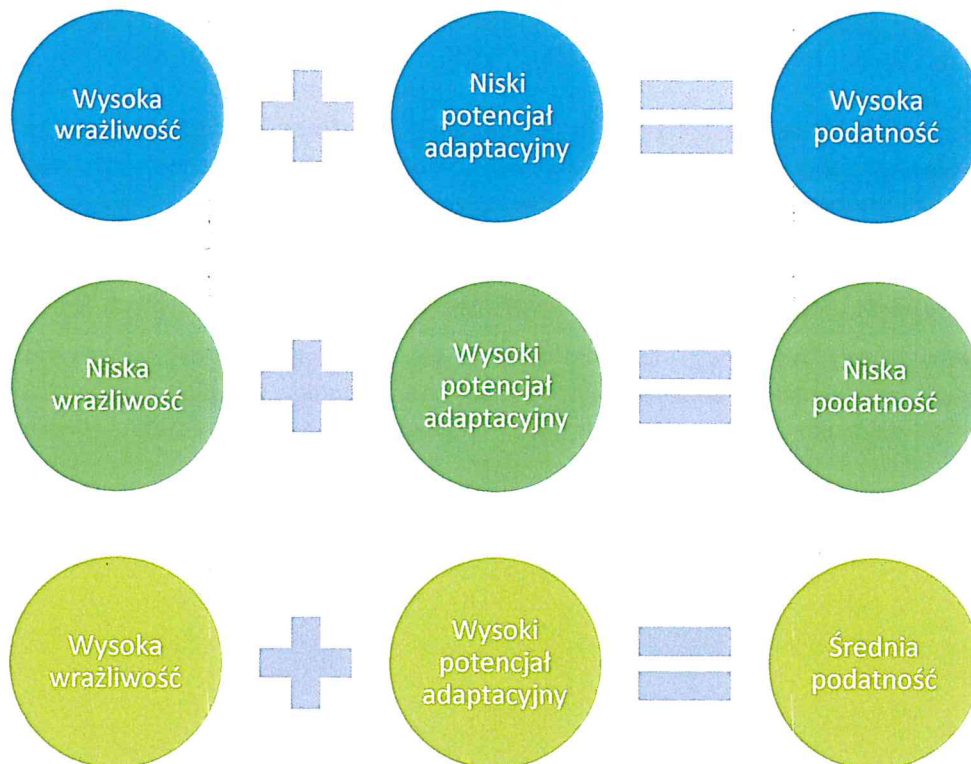 Wysoka
wrażliwość
Niski
potencjał
adaptacyjny
Wysoka
podatność
Niska
wrażliwość
Wysoki
potencjał
adaptacyjny
Niska
podatność
Wysoka
wrażliwość
Wysoki
potencjał
adaptacyjny
Średnia
podatność